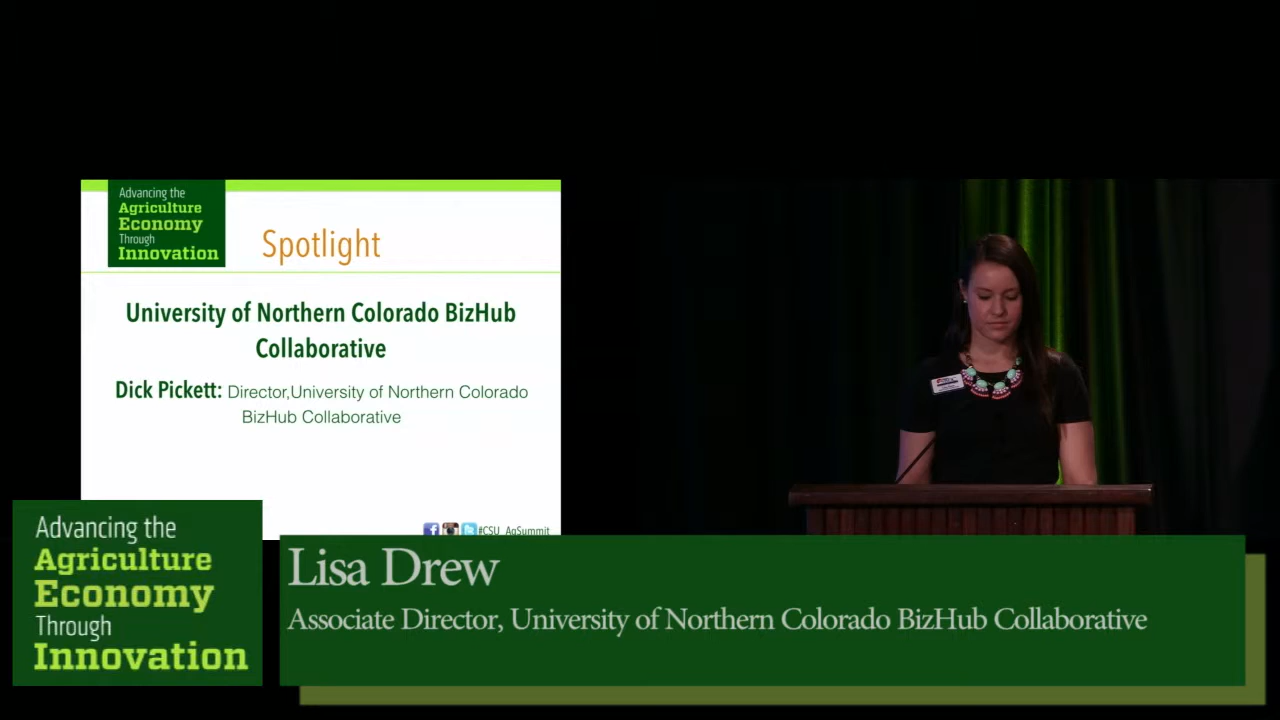 Advancing the
Agriculture
Economy
Through
Innovation
Spotlight
University of Northern Colorado BizHub
Collaborative
Dick Pickett: Director,University of Northern Colorado
BizHub Collaborative
#CSU_AgSummit
Advancing the
Agriculture
Economy
Through
Innovation
Lisa Drew
Associate Director, University of Northern Colorado BizHub Collaborative